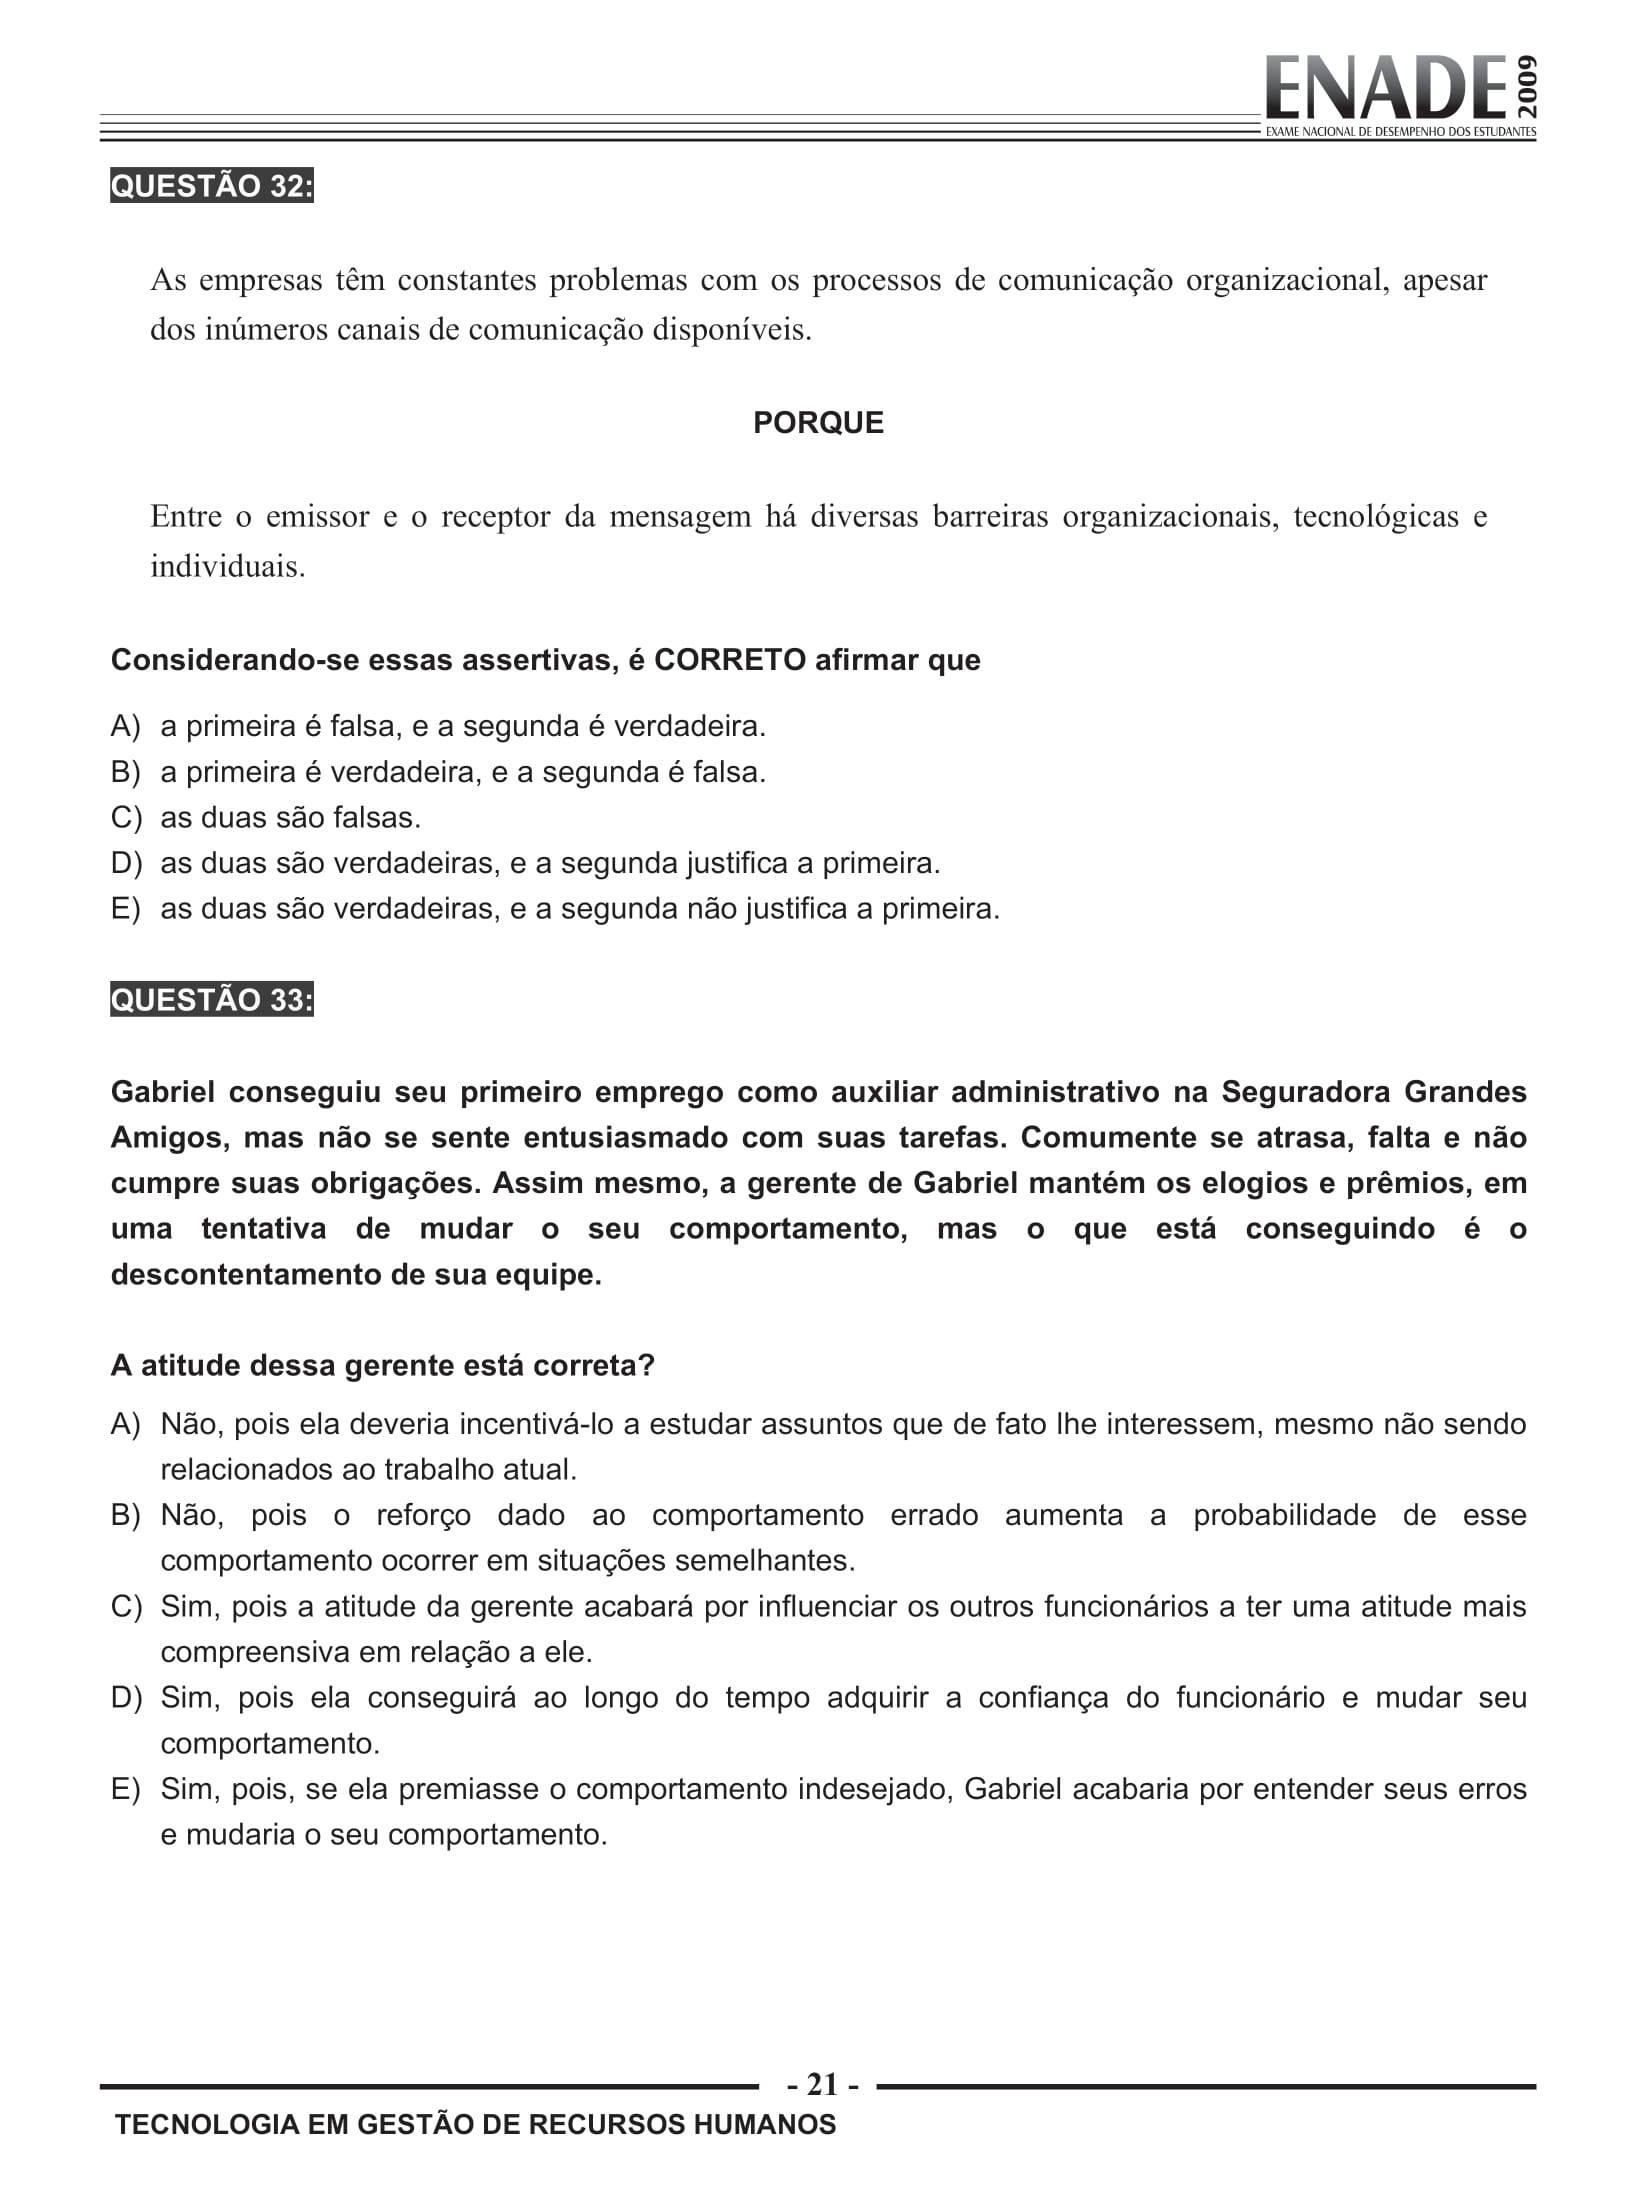 ENADE 2009
EXAME NACIONAL DE DESEMPENHO DOS ESTUDANTES
QUESTÃO 32:
As empresas têm constantes problemas com os processos de comunicação organizacional, apesar
dos inúmeros canais de comunicação disponíveis.
PORQUE
Entre o emissor e o receptor da mensagem há diversas barreiras organizacionais, tecnológicas e
individuais.
Considerando-se essas assertivas, é CORRETO afirmar que
A) a primeira é falsa, e a segunda é verdadeira.
B) a primeira é verdadeira, e a segunda é falsa.
C) as duas são falsas.
D) as duas são verdadeiras, e a segunda justifica a primeira.
E) as duas são verdadeiras, e a segunda não justifica a primeira.
QUESTÃO 33:
Gabriel conseguiu seu primeiro emprego como auxiliar administrativo na Seguradora Grandes
Amigos, mas não se sente entusiasmado com suas tarefas. Comumente se atrasa, falta e não
cumpre suas obrigações. Assim mesmo, a gerente de Gabriel mantém os elogios e prêmios, em
uma tentativa de mudar o seu comportamento, mas o que está conseguindo é o
descontentamento de sua equipe.
A atitude dessa gerente está correta?
A) Não, pois ela deveria incentivá-lo a estudar assuntos que de fato lhe interessem, mesmo não sendo
relacionados ao trabalho atual.
B) Não, pois o reforço dado ao comportamento errado aumenta a probabilidade de esse
comportamento ocorrer em situações semelhantes.
C) Sim, pois a atitude da gerente acabará por influenciar os outros funcionários a ter uma atitude mais
compreensiva em relação a ele.
D) Sim, pois ela conseguirá ao longo do tempo adquirir a confiança do funcionário e mudar seu
comportamento.
E) Sim, pois, se ela premiasse o comportamento indesejado, Gabriel acabaria por entender seus erros
e mudaria o seu comportamento.
- 21 -
TECNOLOGIA EM GESTÃO DE RECURSOS HUMANOS